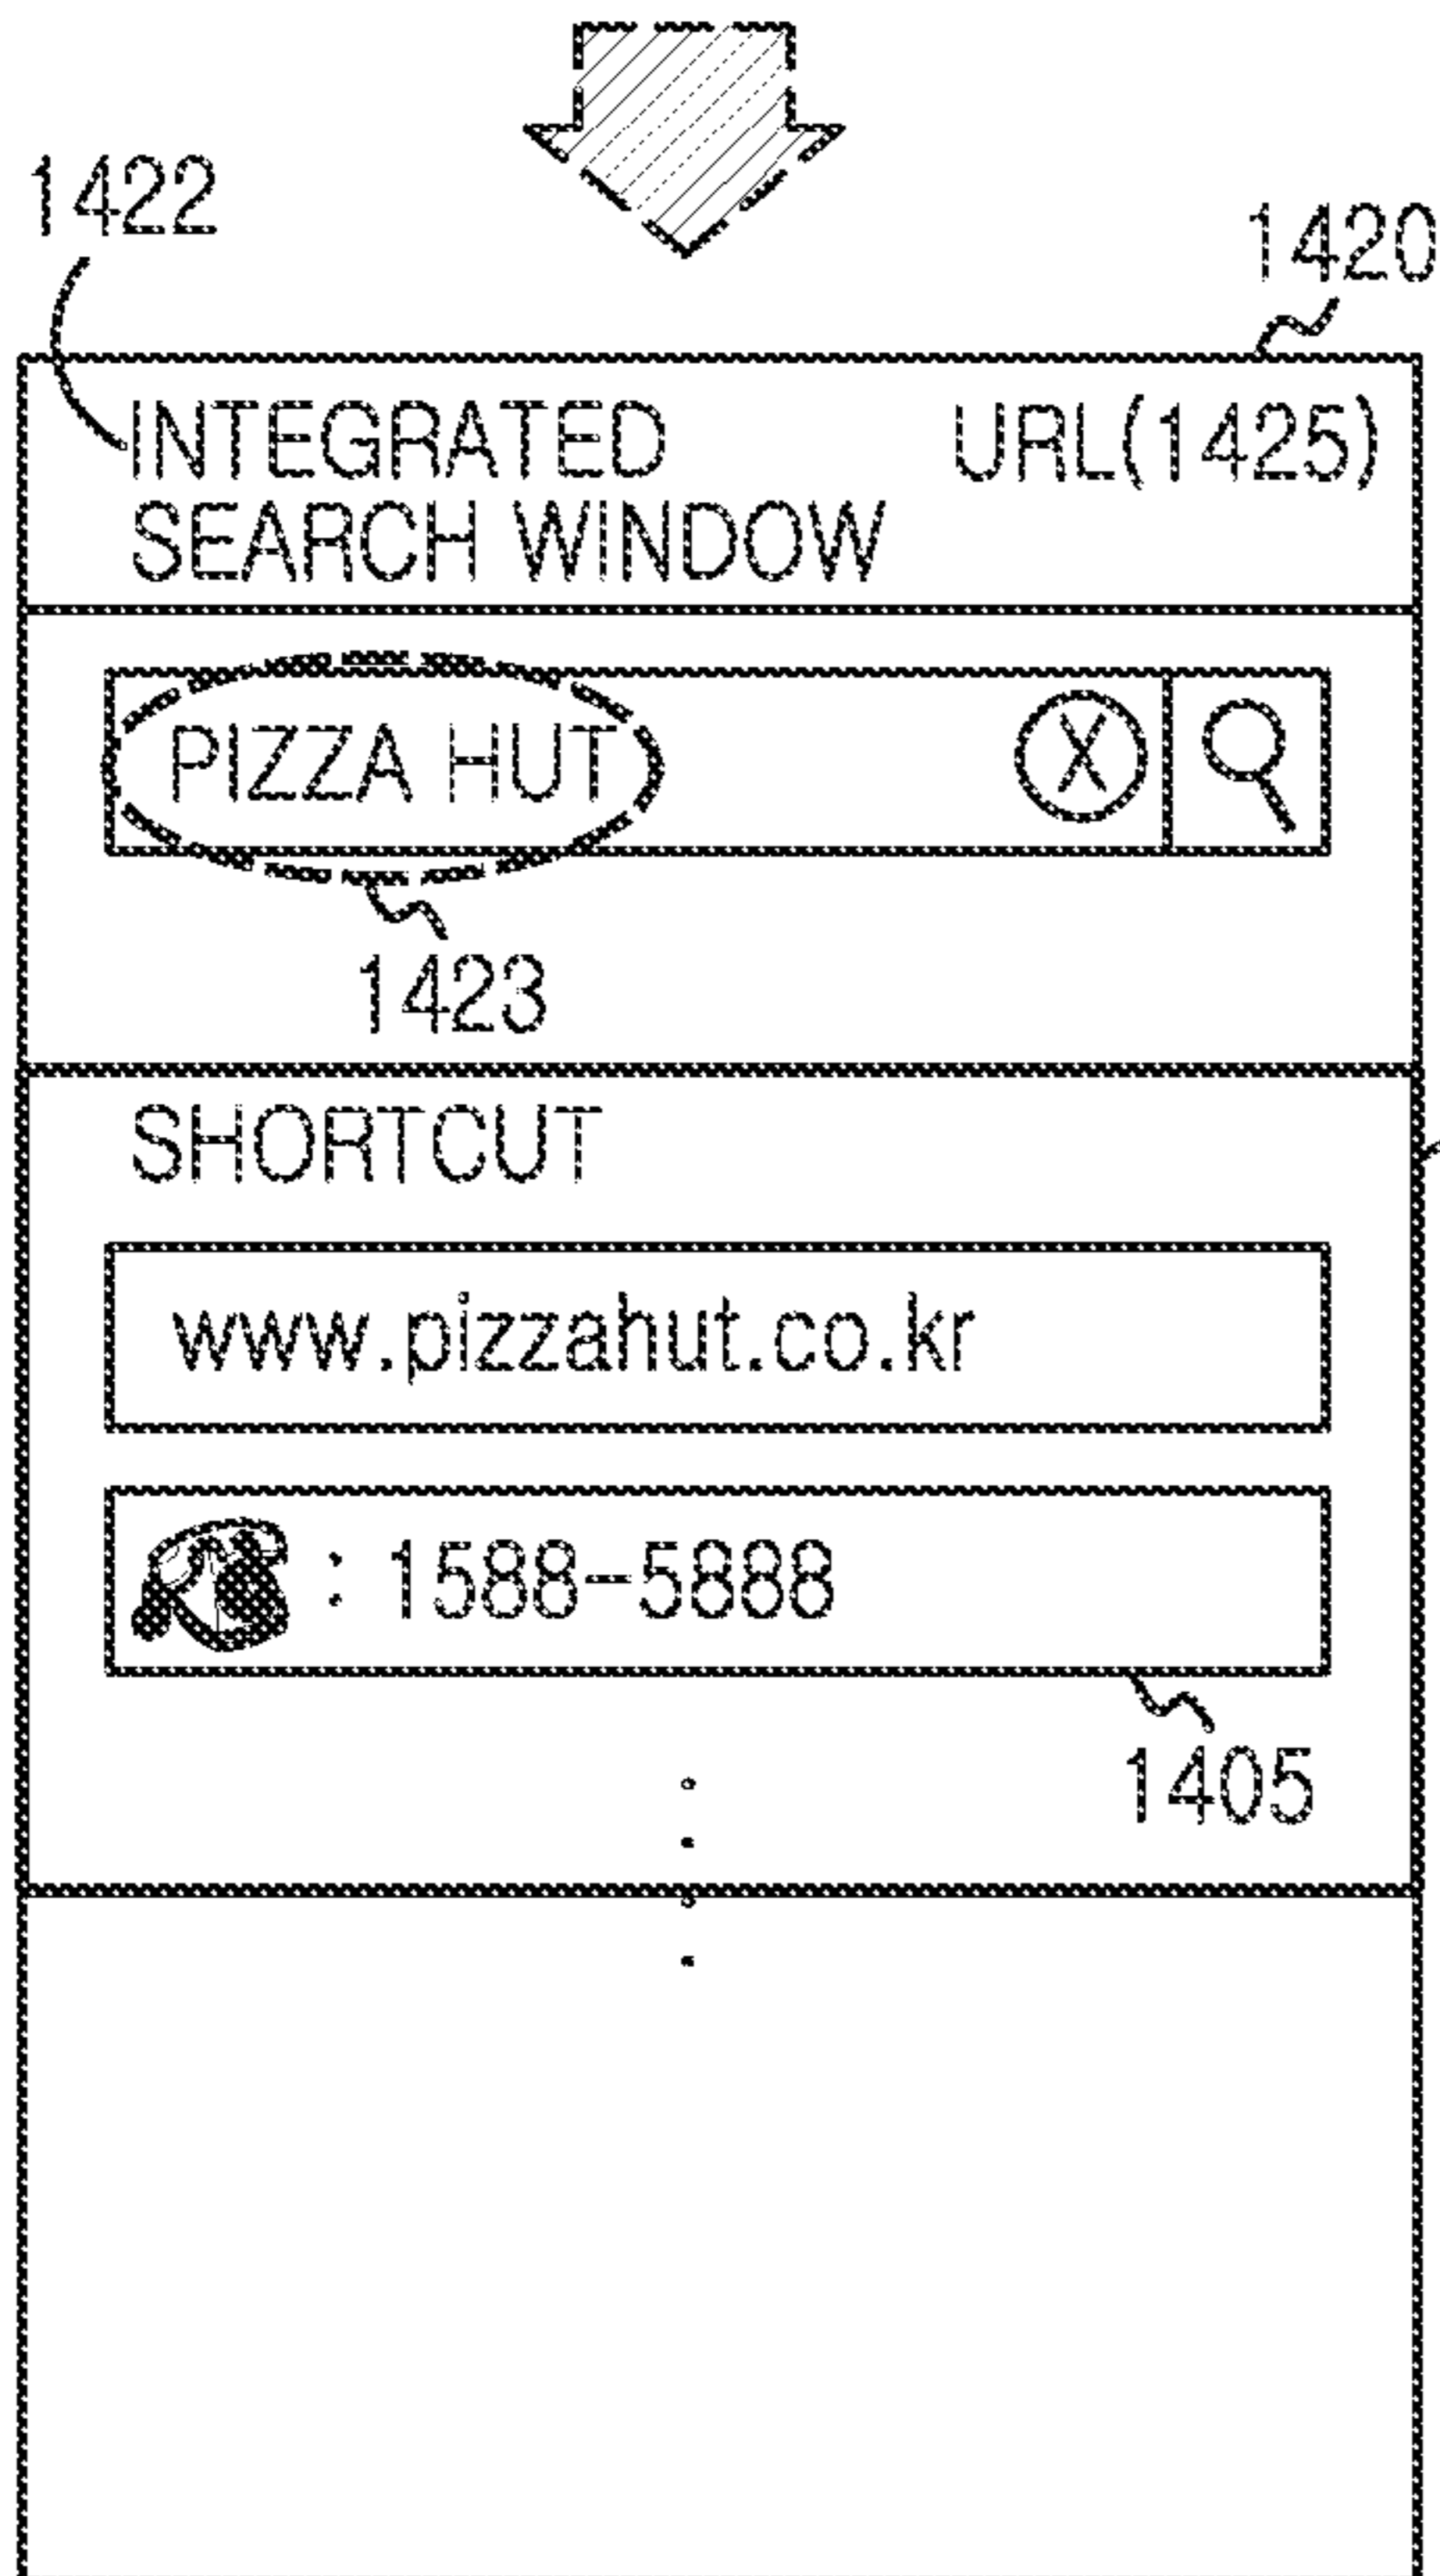 1422
1420
INTEGRATED URL(1425)
SEARCH WINDOW
PIZZA HUT X
1423
SHORTCUT
www.pizzahut.co.kr
: 1588-5888
1405